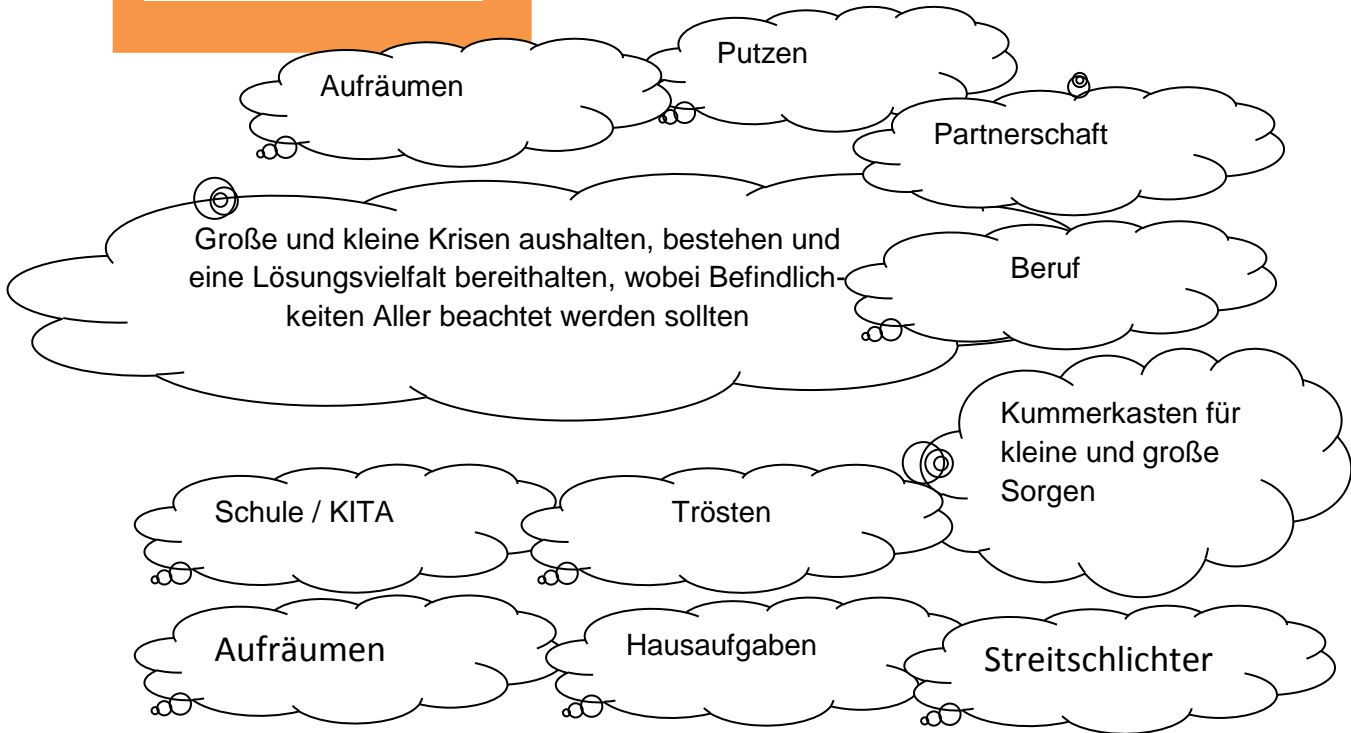 Putzen
Aufräumen
Partnerschaft
Große und kleine Krisen aushalten, bestehen und
eine Lösungsvielfalt bereithalten, wobei Befindlich-
keiten Aller beachtet werden sollten
Beruf
Kummerkasten für
kleine und große
Sorgen
Schule / KITA
Trösten
Aufräumen
Hausaufgaben
Streitschlichter